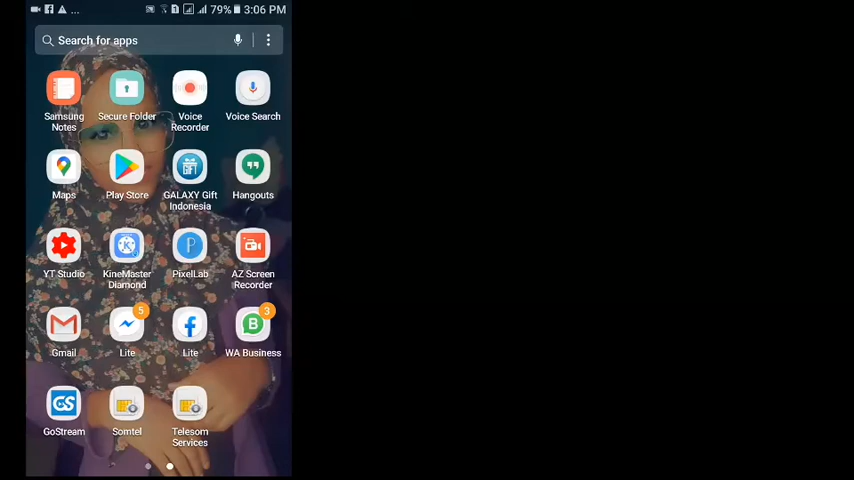 ... 79% 3:06 PM
Search for apps
Samsung Notes Secure Folder Voice Recorder Voice Search
Maps Play Store GALAXY Gift Indonesia Hangouts
YT Studio KineMaster Diamond PixelLab AZ Screen Recorder
5 3
Gmail Lite Lite WA Business
GoStream Somtel Telesom Services